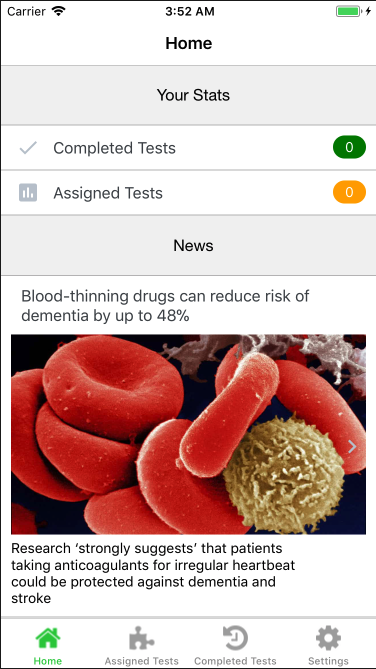 Carrier 3:52 AM
Home
Your Stats
Completed Tests 0
Assigned Tests 0
News
Blood-thinning drugs can reduce risk of
dementia by up to 48%
Research ‘strongly suggests’ that patients
taking anticoagulants for irregular heartbeat
could be protected against dementia and
stroke
Home Assigned Tests Completed Tests Settings